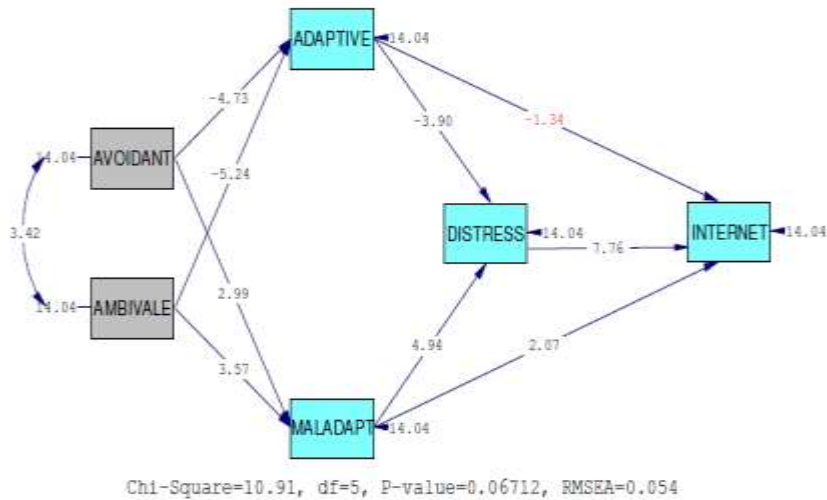 ADAPTIVE
14.04
-4.73
-3.90
-1.34
14.04
AVOIDANT
-5.24
3.42
DISTRESS
14.04
7.76
INTERNET
14.04
14.04
AMBIVALE
2.99
3.57
4.94
2.07
MALADAPT
14.04
Chi-Square=10.91, df=5, P-value=0.06712, RMSEA=0.054